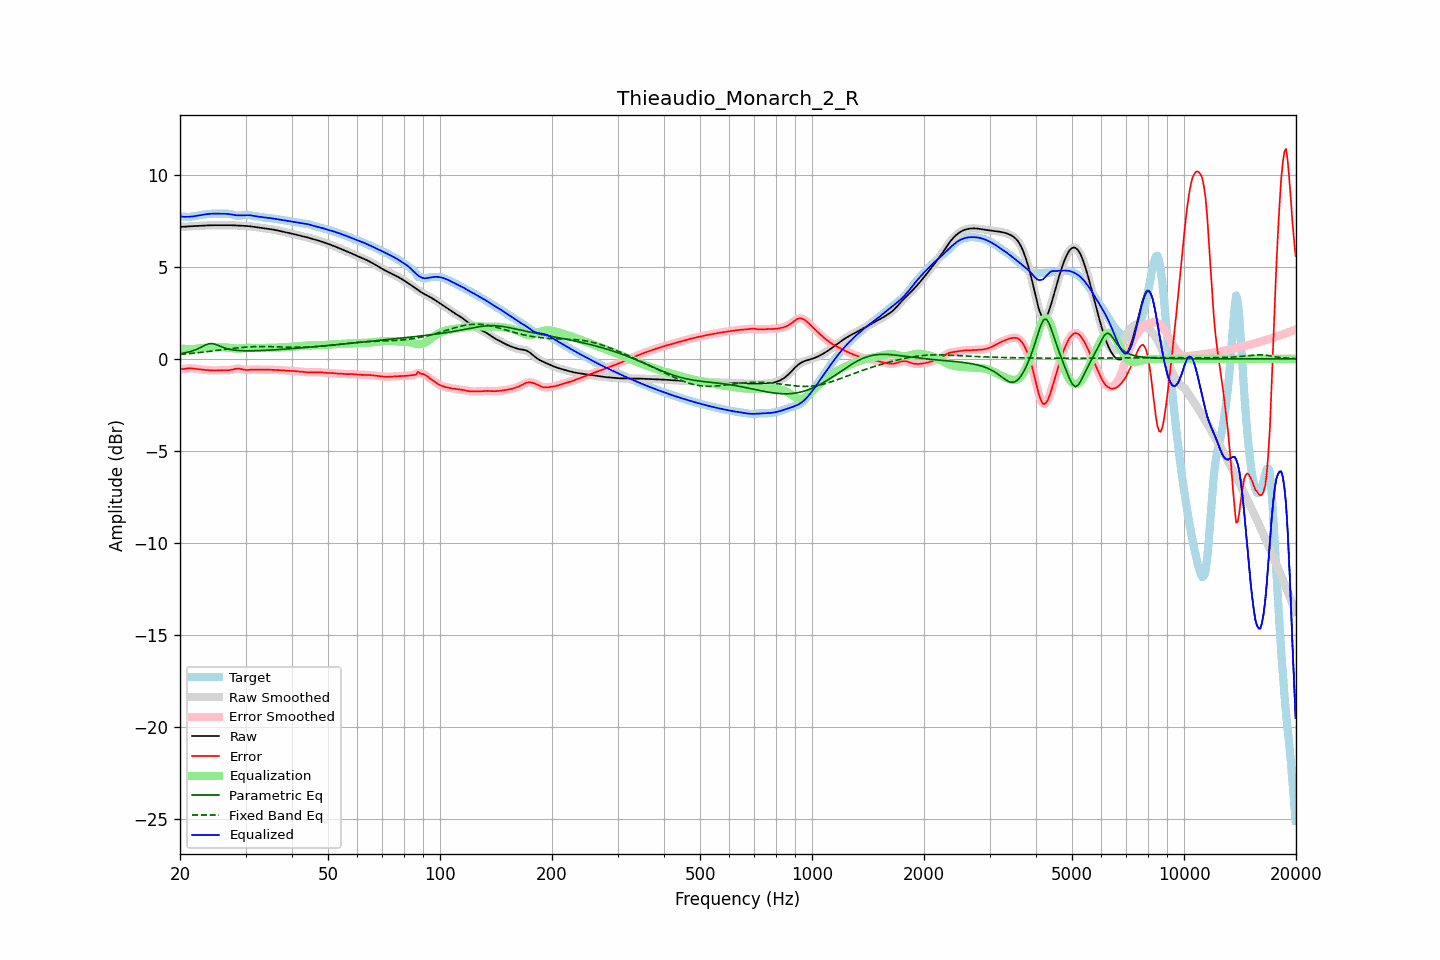 Thieaudio_Monarch_2_R
Amplitude (dBr)
10
5
0
−5
−10
−15
−20
−25
Target
Raw Smoothed
Error Smoothed
Raw
Error
Equalization
Parametric Eq
Fixed Band Eq
Equalized
20
50
100
200
500
1000
2000
5000
10000
20000
Frequency (Hz)